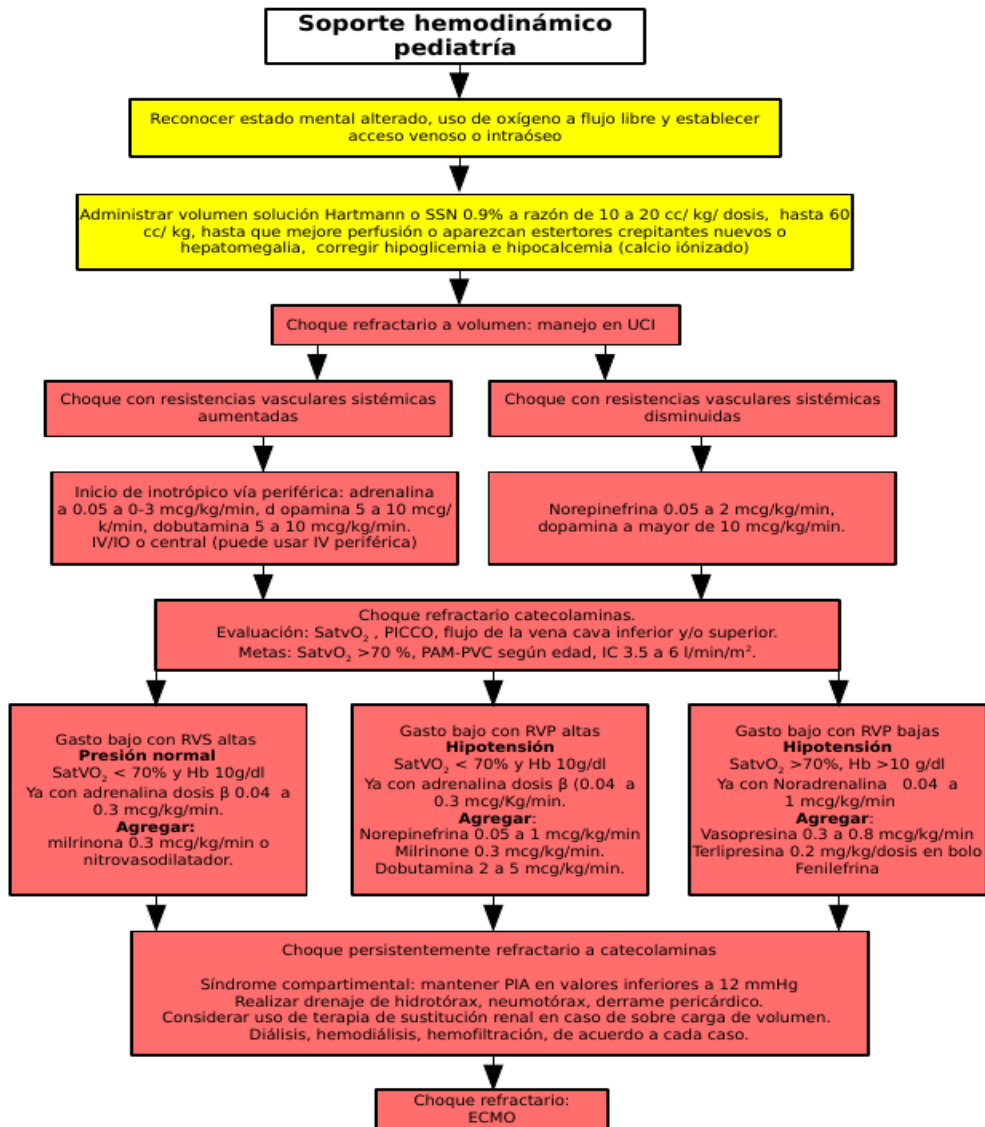 Soporte hemodinámico
pediatría
Reconocer estado mental alterado, uso de oxígeno a flujo libre y establecer
acceso venoso o intraóseo
Administrar volumen solución Hartmann o SSN 0.9% a razón de 10 a 20 cc/ kg/ dosis, hasta 60
cc/ kg, hasta que mejore perfusión o aparezcan estertores crepitantes nuevos o
hepatomegalia, corregir hipoglicemia e hipocalcemia (calcio iónizado)
Choque refractario a volumen: manejo en UCI
Choque con resistencias vasculares sistémicas
aumentadas
Choque con resistencias vasculares sistémicas
disminuidas
Inicio de inotrópico vía periférica: adrenalina
a 0.05 a 0-3 mcg/kg/min, d opamina 5 a 10 mcg/
k/min, dobutamina 5 a 10 mcg/kg/min.
IV/IO o central (puede usar IV periférica)
Norepinefrina 0.05 a 2 mcg/kg/min,
dopamina a mayor de 10 mcg/kg/min.
Choque refractario catecolaminas.
Evaluación: SatvO₂ , PICCO, flujo de la vena cava inferior y/o superior.
Metas: SatvO₂ >70 %, PAM-PVC según edad, IC 3.5 a 6 l/min/m².
Gasto bajo con RVS altas
Presión normal
SatVO₂ < 70% y Hb 10g/dl
Ya con adrenalina dosis β 0.04 a
0.3 mcg/kg/min.
Agregar:
milrinona 0.3 mcg/kg/min o
nitrovasodilatador.
Gasto bajo con RVP altas
Hipotensión
SatVO₂ < 70% y Hb 10g/dl
Ya con adrenalina dosis β (0.04 a
0.3 mcg/Kg/min.
Agregar:
Norepinefrina 0.05 a 1 mcg/kg/min
Milrinone 0.3 mcg/kg/min.
Dobutamina 2 a 5 mcg/kg/min.
Gasto bajo con RVP bajas
Hipotensión
SatvO₂ >70%, Hb >10 g/dl
Ya con Noradrenalina 0.04 a
1 mcg/kg/min
Agregar:
Vasopresina 0.3 a 0.8 mcg/kg/min
Terlipresina 0.2 mg/kg/dosis en bolo
Fenilefrina
Choque persistentemente refractario a catecolaminas
Síndrome compartimental: mantener PIA en valores inferiores a 12 mmHg
Realizar drenaje de hidrotórax, neumotórax, derrame pericárdico.
Considerar uso de terapia de sustitución renal en caso de sobre carga de volumen.
Diálisis, hemodiálisis, hemofiltración, de acuerdo a cada caso.
Choque refractario:
ECMO